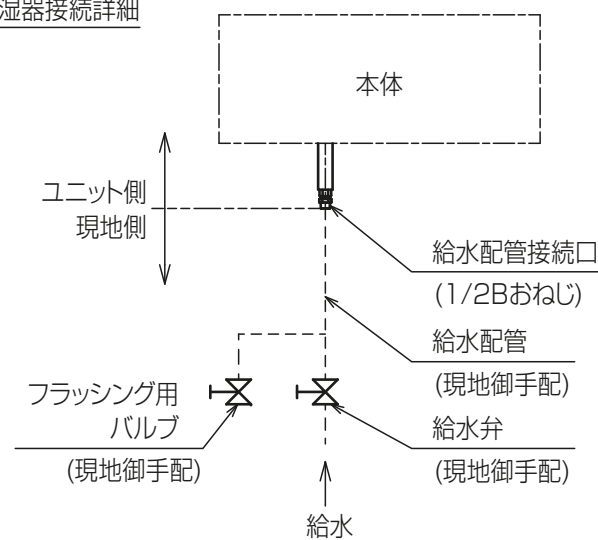 湿器接続詳細
本体
ユニット側
現地側
給水配管接続口
(1/2Bおねじ)
給水配管
(現地御手配)
フラッシング用
バルブ
(現地御手配)
給水弁
(現地御手配)
給水